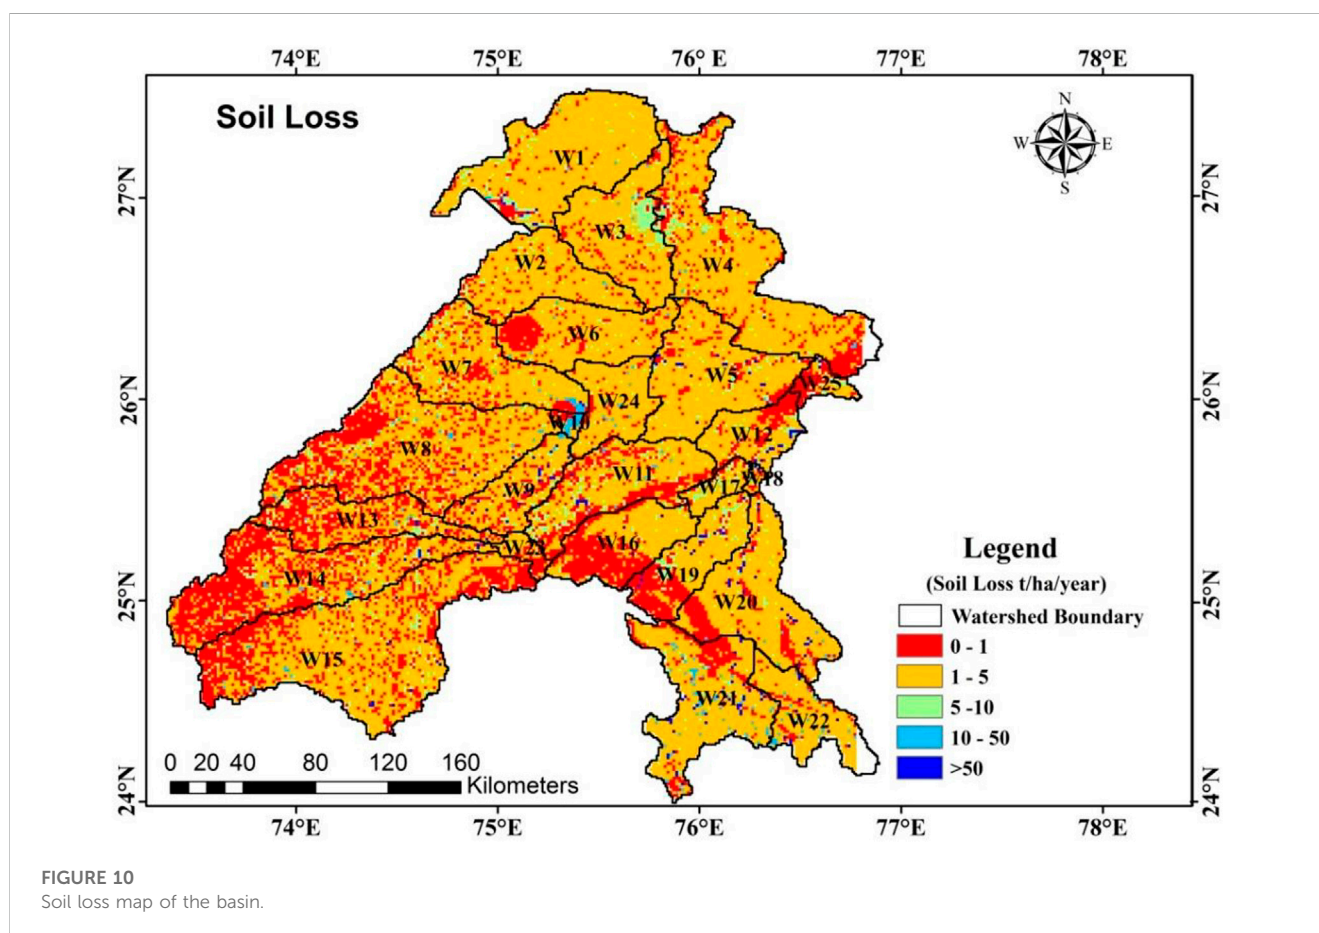 74°E 75°E 76° E 77°E 78°E
Soil Loss
N
W E
S
27°N 27°N
26°N 26°N
25°N 25°N
24°N 24°N
W1
W3
W2
W4
W6
W7
W5
W25
W24
W10
W12
W8
W11
W17
W18
W9
W13
W23
W16
W14
W19
W20
W15
W21
W22
Legend
(Soil Loss t/ha/year)
Watershed Boundary
0 - 1
1 - 5
5 -10
10 - 50
>50
0 20 40 80 120 160
Kilometers
74°E 75°E 76°E 77°E 78°E
FIGURE 10
Soil loss map of the basin.